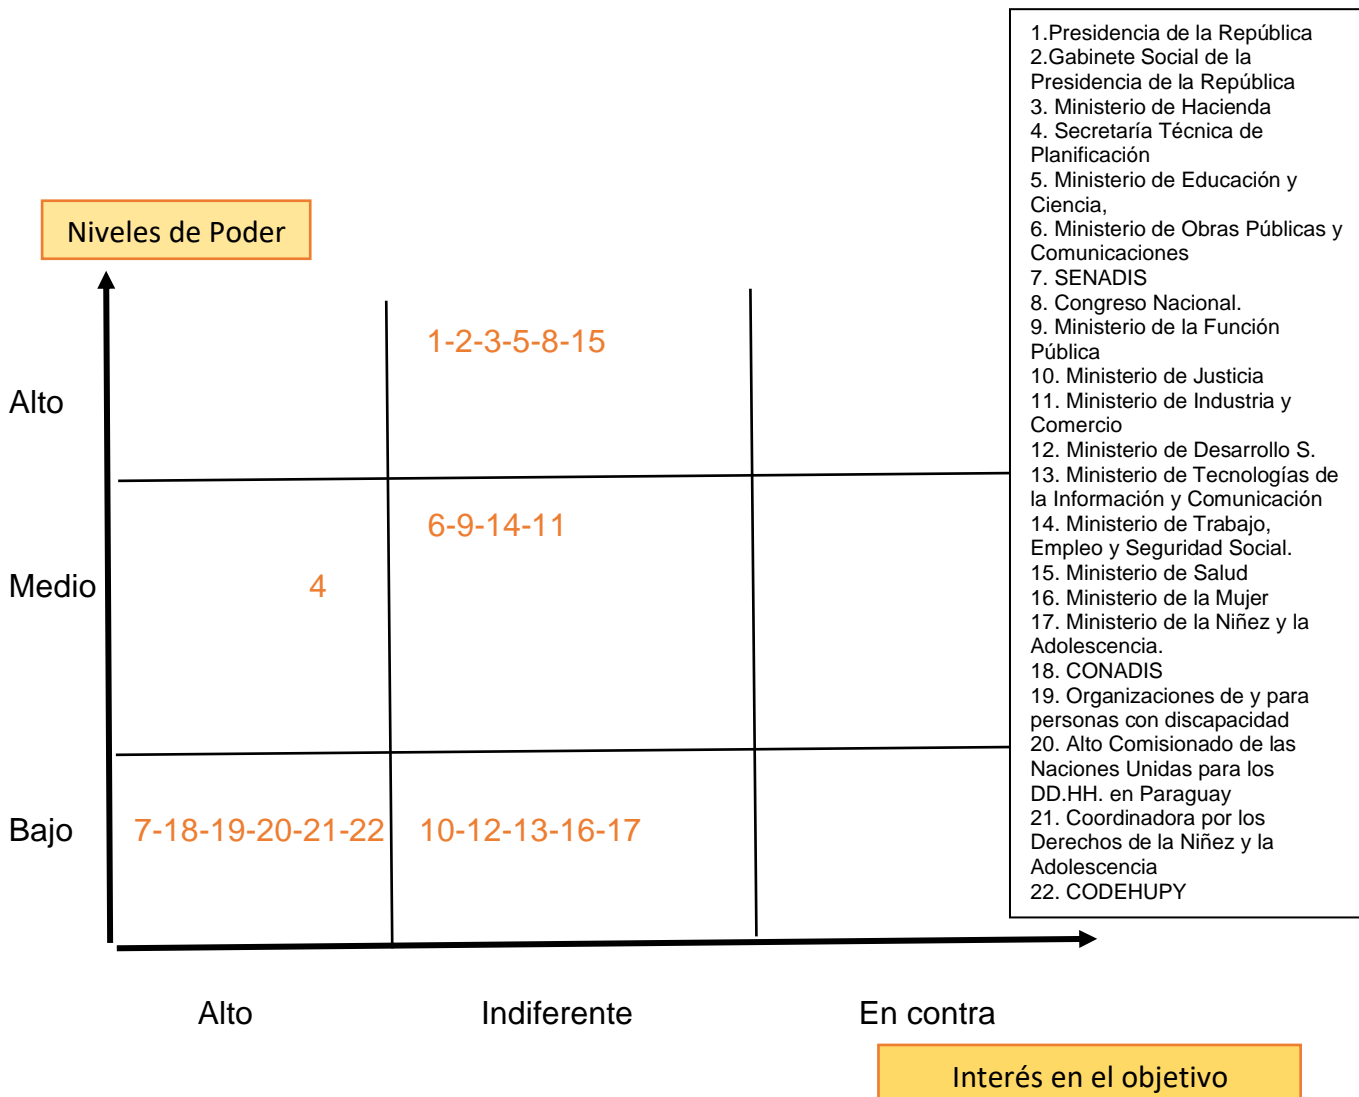 1.Presidencia de la República
2.Gabinete Social de la
Presidencia de la República
3. Ministerio de Hacienda
4. Secretaría Técnica de
Planificación
5. Ministerio de Educación y
Ciencia,
6. Ministerio de Obras Públicas y
Comunicaciones
7. SENADIS
8. Congreso Nacional.
9. Ministerio de la Función
Pública
10. Ministerio de Justicia
11. Ministerio de Industria y
Comercio
12. Ministerio de Desarrollo S.
13. Ministerio de Tecnologías de
la Información y Comunicación
14. Ministerio de Trabajo,
Empleo y Seguridad Social.
15. Ministerio de Salud
16. Ministerio de la Mujer
17. Ministerio de la Niñez y la
Adolescencia.
18. CONADIS
19. Organizaciones de y para
personas con discapacidad
20. Alto Comisionado de las
Naciones Unidas para los
DD.HH. en Paraguay
21. Coordinadora por los
Derechos de la Niñez y la
Adolescencia
22. CODEHUPY
Niveles de Poder
1-2-3-5-8-15
Alto
6-9-14-11
Medio
4
Bajo
7-18-19-20-21-22
10-12-13-16-17
Alto
Indiferente
En contra
Interés en el objetivo